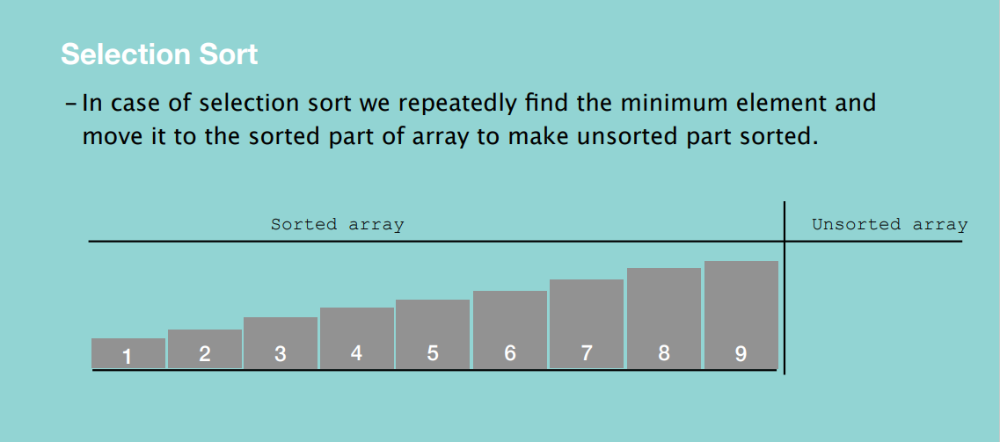 Selection Sort
– In case of selection sort we repeatedly find the minimum element and
move it to the sorted part of array to make unsorted part sorted.
Sorted array
Unsorted array
1 2 3 4 5 6 7 8 9